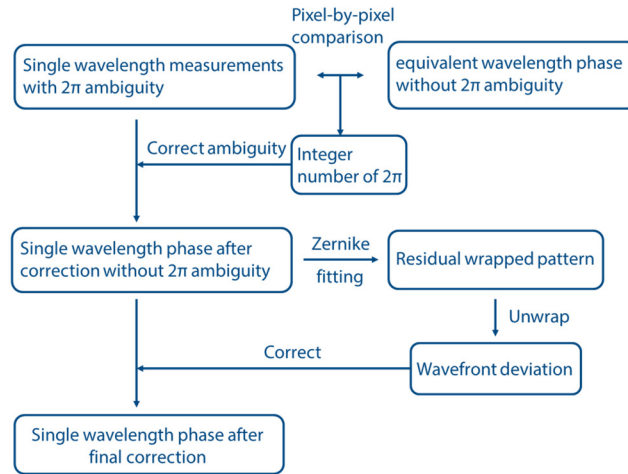 Pixel-by-pixel
comparison
Single wavelength measurements
with 2π ambiguity
equivalent wavelength phase
without 2π ambiguity
Correct ambiguity
Integer
number of 2π
Single wavelength phase after
correction without 2π ambiguity
Zernike
fitting
Residual wrapped pattern
Unwrap
Correct
Wavefront deviation
Single wavelength phase after
final correction